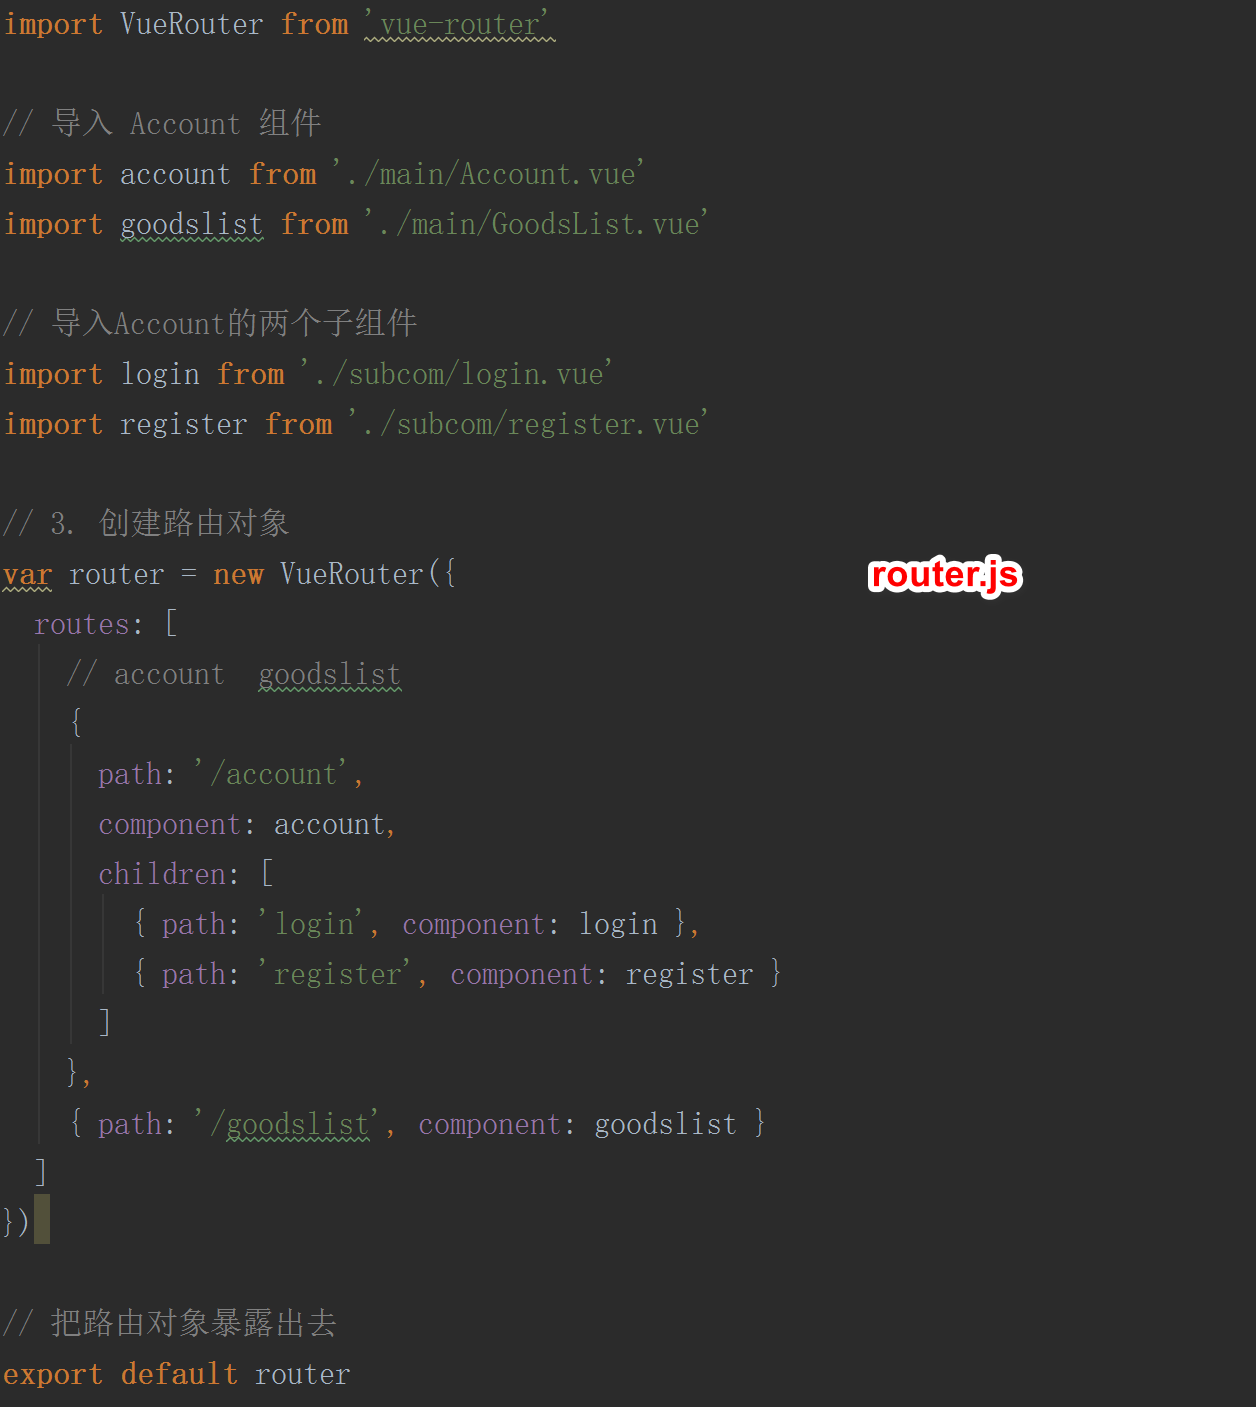 import VueRouter from 'vue-router'
// 导入 Account 组件
import account from './main/Account.vue'
import goodslist from './main/GoodsList.vue'
// 导入Account的两个子组件
import login from './subcom/login.vue'
import register from './subcom/register.vue'
// 3. 创建路由对象
var router = new VueRouter({
router.js
routes: [
// account  goodslist
{
path: '/account',
component: account,
children: [
{ path: 'login', component: login },
{ path: 'register', component: register }
]
},
{ path: '/goodslist', component: goodslist }
]
})
// 把路由对象暴露出去
export default router